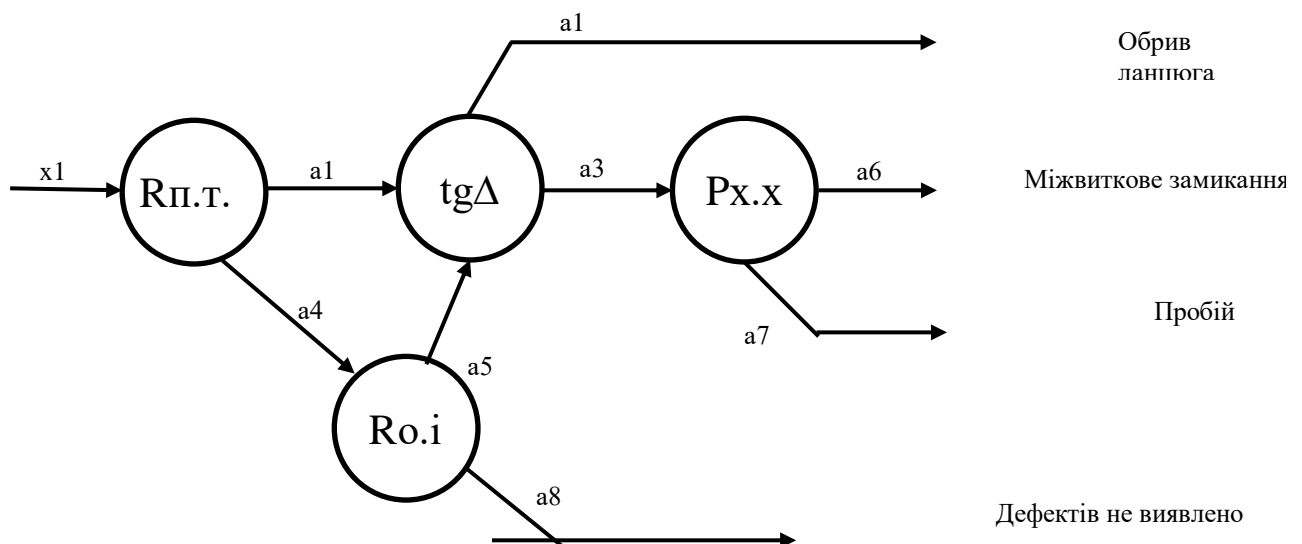 a1
Обрив
ланцюга
x1
Rп.т.
a1
tgΔ
a3
Px.x
a6
Міжвиткове замикання
a4
a5
a7
Пробій
Ro.i
a8
Дефектів не виявлено